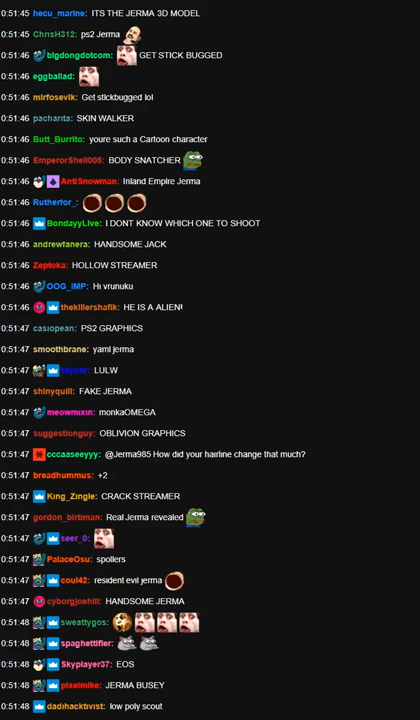 0:51:45 hecu_marine: ITS THE JERMA 3D MODEL
0:51:45 ChrisH312: ps2 Jerma
0:51:46 bigdongdotcom: GET STICK BUGGED
0:51:46 eggballad:
0:51:46 mirfosevik: Get stickbugged lol
0:51:46 pacharita: SKIN WALKER
0:51:46 Butt_Burrito: youre such a Cartoon character
0:51:46 EmperorShell005: BODY SNATCHER
0:51:46 AntiSnowman: Inland Empire Jerma
0:51:46 Rutherfor_:
0:51:46 BondayyLive: I DONT KNOW WHICH ONE TO SHOOT
0:51:46 andrewtanera: HANDSOME JACK
0:51:46 Zeptoka: HOLLOW STREAMER
0:51:46 OOG_IMP: Hi vrunuku
0:51:46 thekillershafik: HE IS A ALIEN!
0:51:47 casiopean: PS2 GRAPHICS
0:51:47 smoothbrane: yaml jerma
0:51:47 LULW
0:51:47 shinyquill: FAKE JERMA
0:51:47 meowmixin: monkaOMEGA
0:51:47 suggestionguy: OBLIVION GRAPHICS
0:51:47 cccaaseeyyy: @Jerma985 How did your hairline change that much?
0:51:47 breadhummus: +2
0:51:47 King_Zingle: CRACK STREAMER
0:51:47 gordon_birbman: Real Jerma revealed
0:51:47 seer_0:
0:51:47 PalaceOsu: spoilers
0:51:47 coul42: resident evil jerma
0:51:47 cyborgjoehill: HANDSOME JERMA
0:51:48 sweattygos:
0:51:48 spaghettifier:
0:51:48 Skyplayer37: EOS
0:51:48 pixelmike: JERMA BUSEY
0:51:48 dadihacktivist: low poly scout